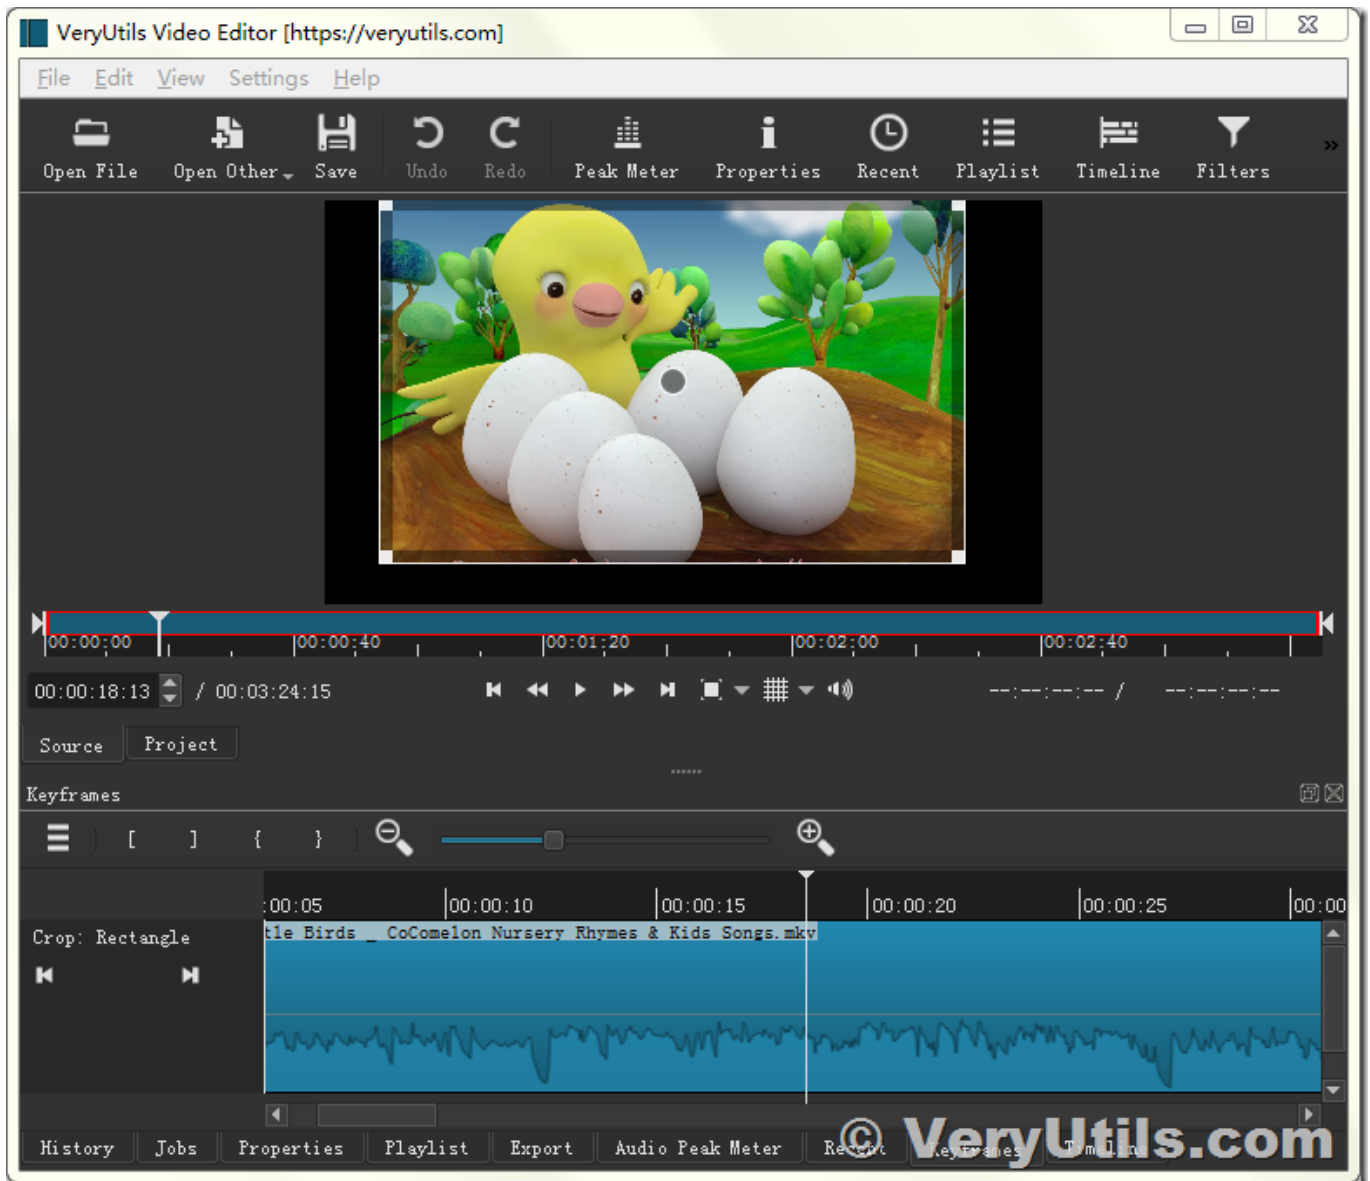 VeryUtils Video Editor [https://veryutils.com]
File Edit View Settings Help
Open File Open Other Save Undo Redo Peak Meter Properties Recent Playlist Timeline Filters »
00:00:00 00:00:40 00:01:20 00:02:00 00:02:40
00:00:18:13 / 00:03:24:15 --:--:--:-- / --:--:--:--
Source Project
Keyframes
[ ] { }
:00:05 00:00:10 00:00:15 00:00:20 00:00:25 00:00
Crop: Rectangle tle Birds _ CoComelon Nursery Rhymes & Kids Songs.mkv
History Jobs Properties Playlist Export Audio Peak Meter Recent Keyframes Timeline
© VeryUtils.com